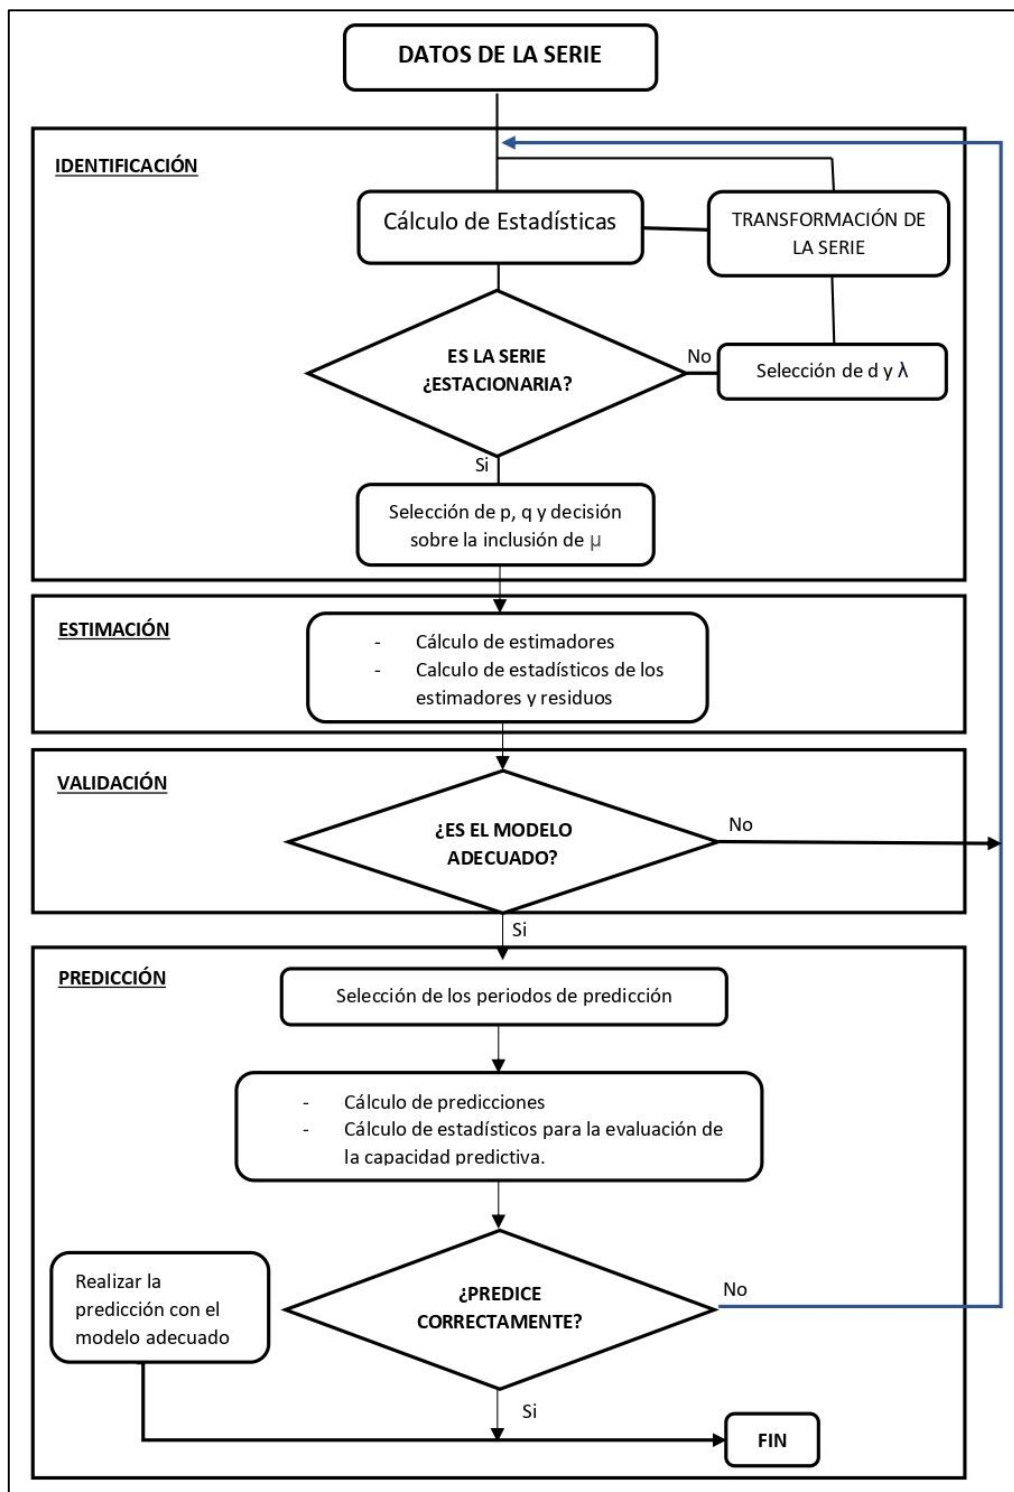 DATOS DE LA SERIE
IDENTIFICACIÓN
Cálculo de Estadísticas
TRANSFORMACIÓN DE
LA SERIE
ES LA SERIE
¿ESTACIONARIA?
No
Selección de d y λ
Si
Selección de p, q y decisión
sobre la inclusión de μ
ESTIMACIÓN
- Cálculo de estimadores
- Calculo de estadísticos de los
estimadores y residuos
VALIDACIÓN
¿ES EL MODELO
ADECUADO?
No
Si
PREDICCIÓN
Selección de los periodos de predicción
- Cálculo de predicciones
- Cálculo de estadísticos para la evaluación de
la capacidad predictiva.
Realizar la
predicción con el
modelo adecuado
¿PREDICE
CORRECTAMENTE?
No
Si
FIN